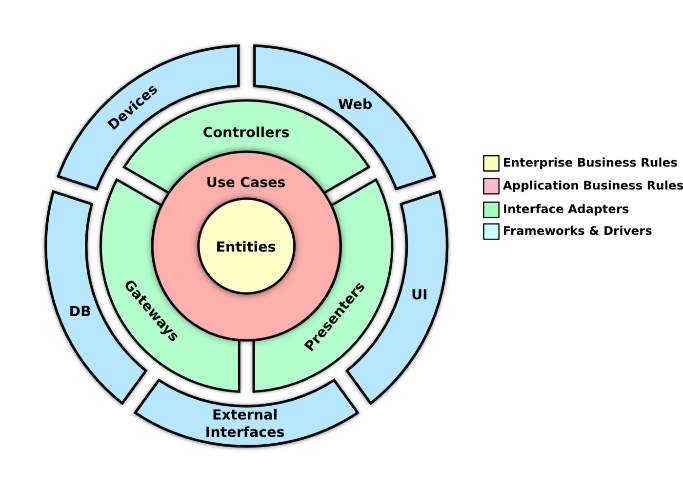 Devices
Web
Controllers
Use Cases
Entities
Gateways
Presenters
DB
UI
External
Interfaces
Enterprise Business Rules
Application Business Rules
Interface Adapters
Frameworks & Drivers